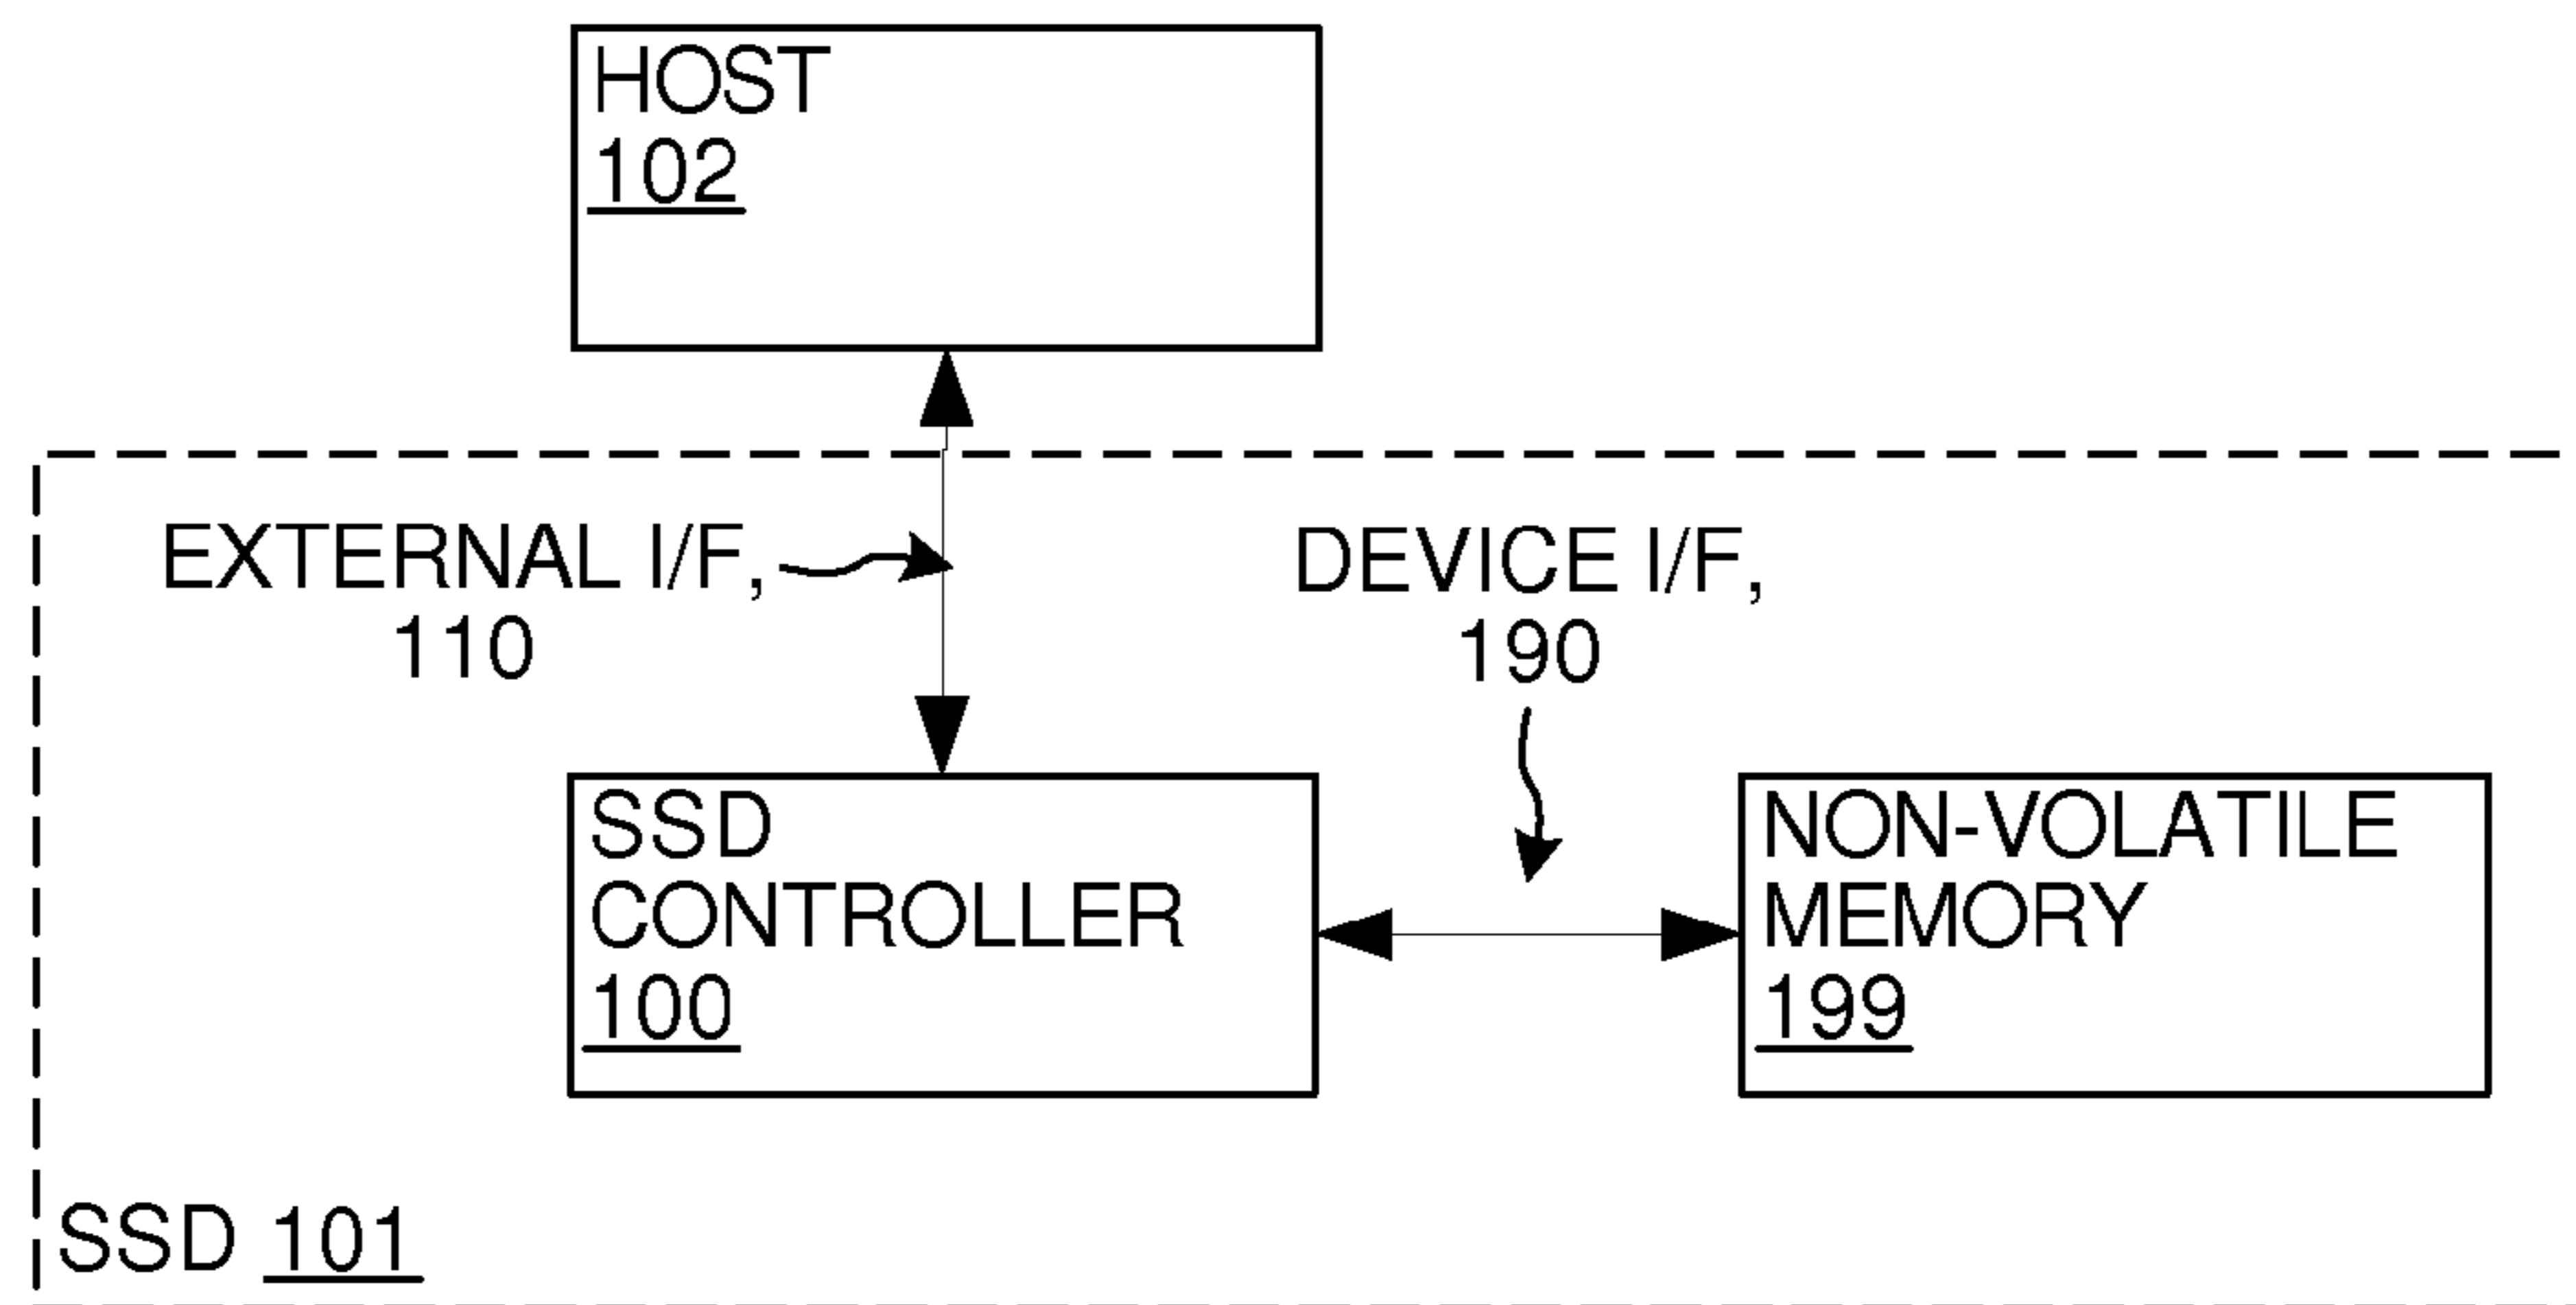 HOST
102
EXTERNAL I/F,
110
DEVICE I/F,
190
SSD
CONTROLLER
100
NON-VOLATILE
MEMORY
199
SSD 101